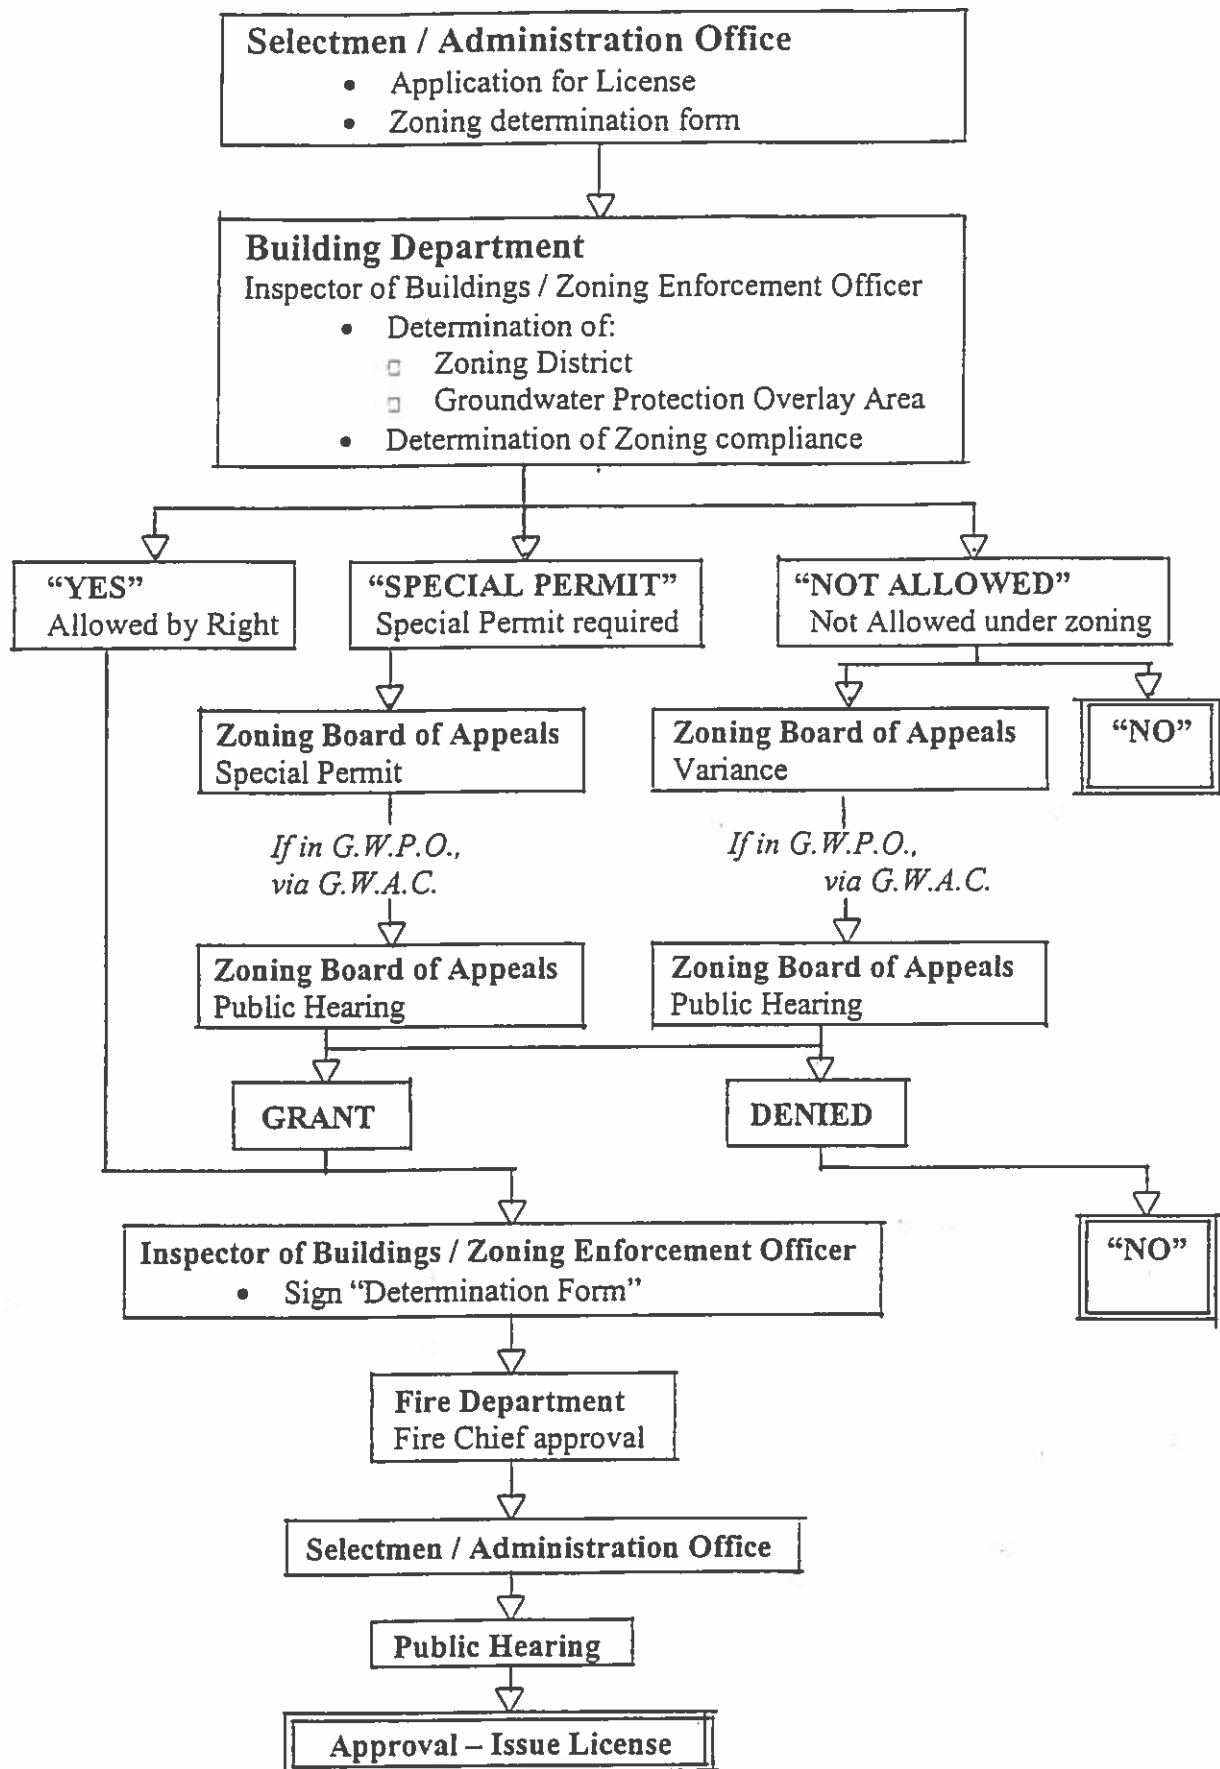 Selectmen / Administration Office
• Application for License
• Zoning determination form
Building Department
Inspector of Buildings / Zoning Enforcement Officer
• Determination of:
Zoning District
Groundwater Protection Overlay Area
• Determination of Zoning compliance
“YES”
Allowed by Right
“SPECIAL PERMIT”
Special Permit required
“NOT ALLOWED”
Not Allowed under zoning
Zoning Board of Appeals
Special Permit
Zoning Board of Appeals
Variance
“NO”
If in G.W.P.O.,
via G.W.A.C.
If in G.W.P.O.,
via G.W.A.C.
Zoning Board of Appeals
Public Hearing
Zoning Board of Appeals
Public Hearing
GRANT
DENIED
Inspector of Buildings / Zoning Enforcement Officer
• Sign “Determination Form”
“NO”
Fire Department
Fire Chief approval
Selectmen / Administration Office
Public Hearing
Approval – Issue License